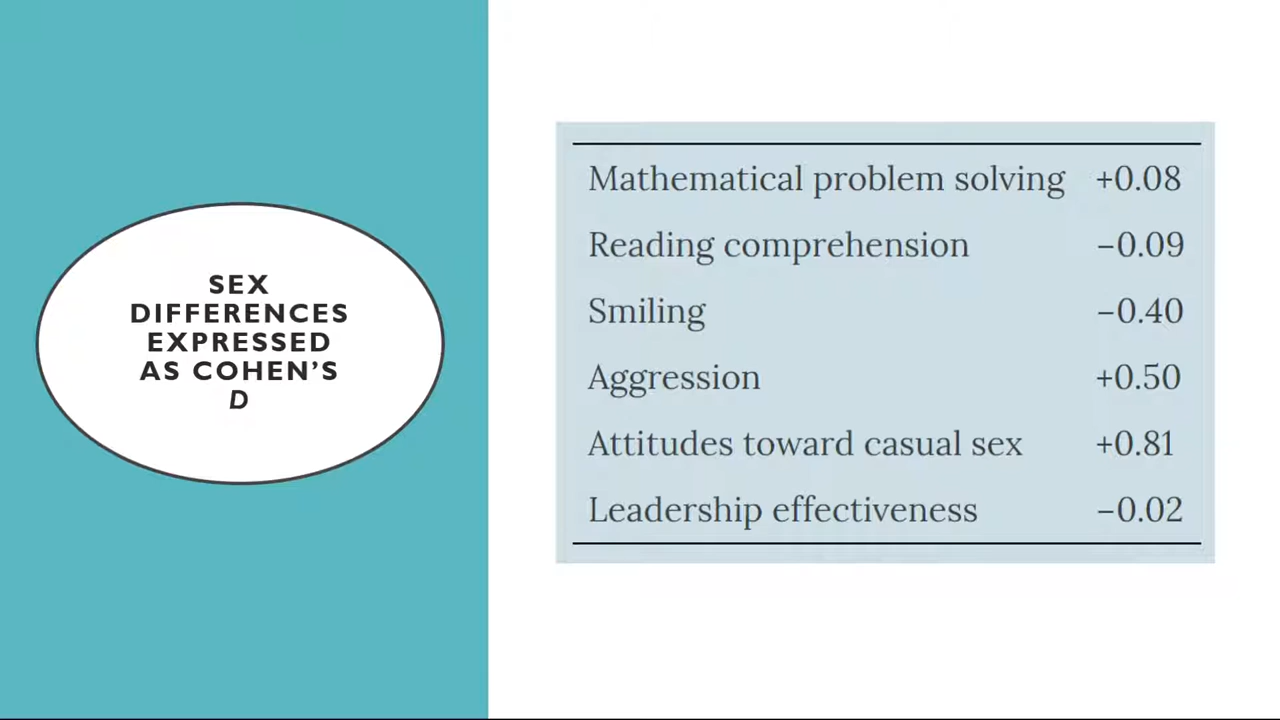 SEX
DIFFERENCES
EXPRESSED
AS COHEN’S
D
Mathematical problem solving +0.08
Reading comprehension −0.09
Smiling −0.40
Aggression +0.50
Attitudes toward casual sex +0.81
Leadership effectiveness −0.02